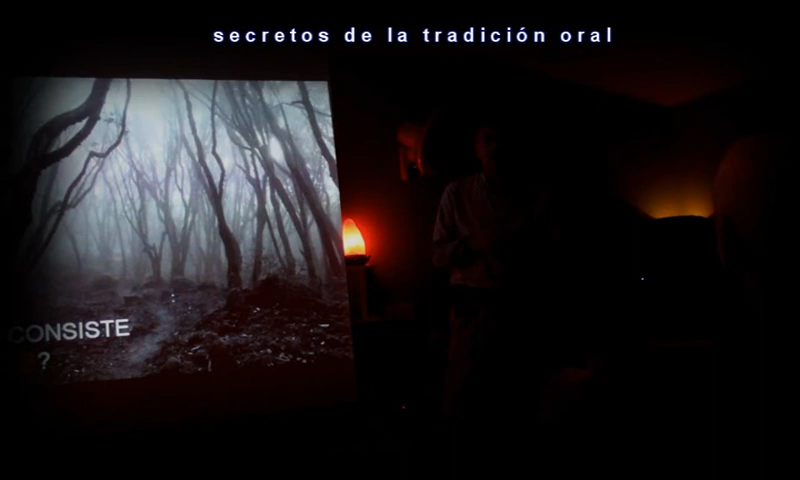 secretos de la tradición oral
CONSISTE
?